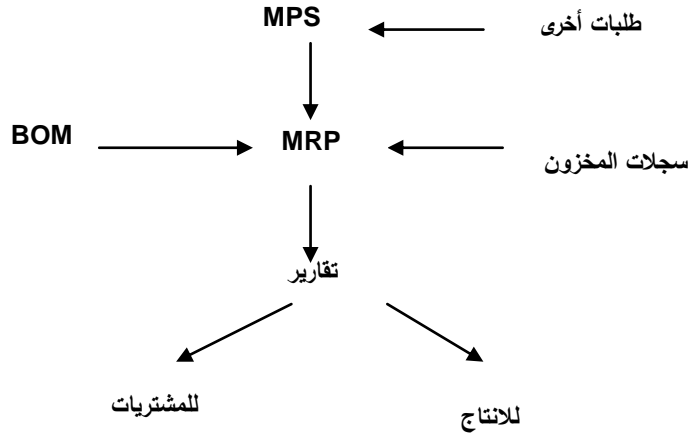 MPS
طلبات أخرى
BOM
MRP
سجلات المخزون
تقارير
للمشتريات
للانتاج